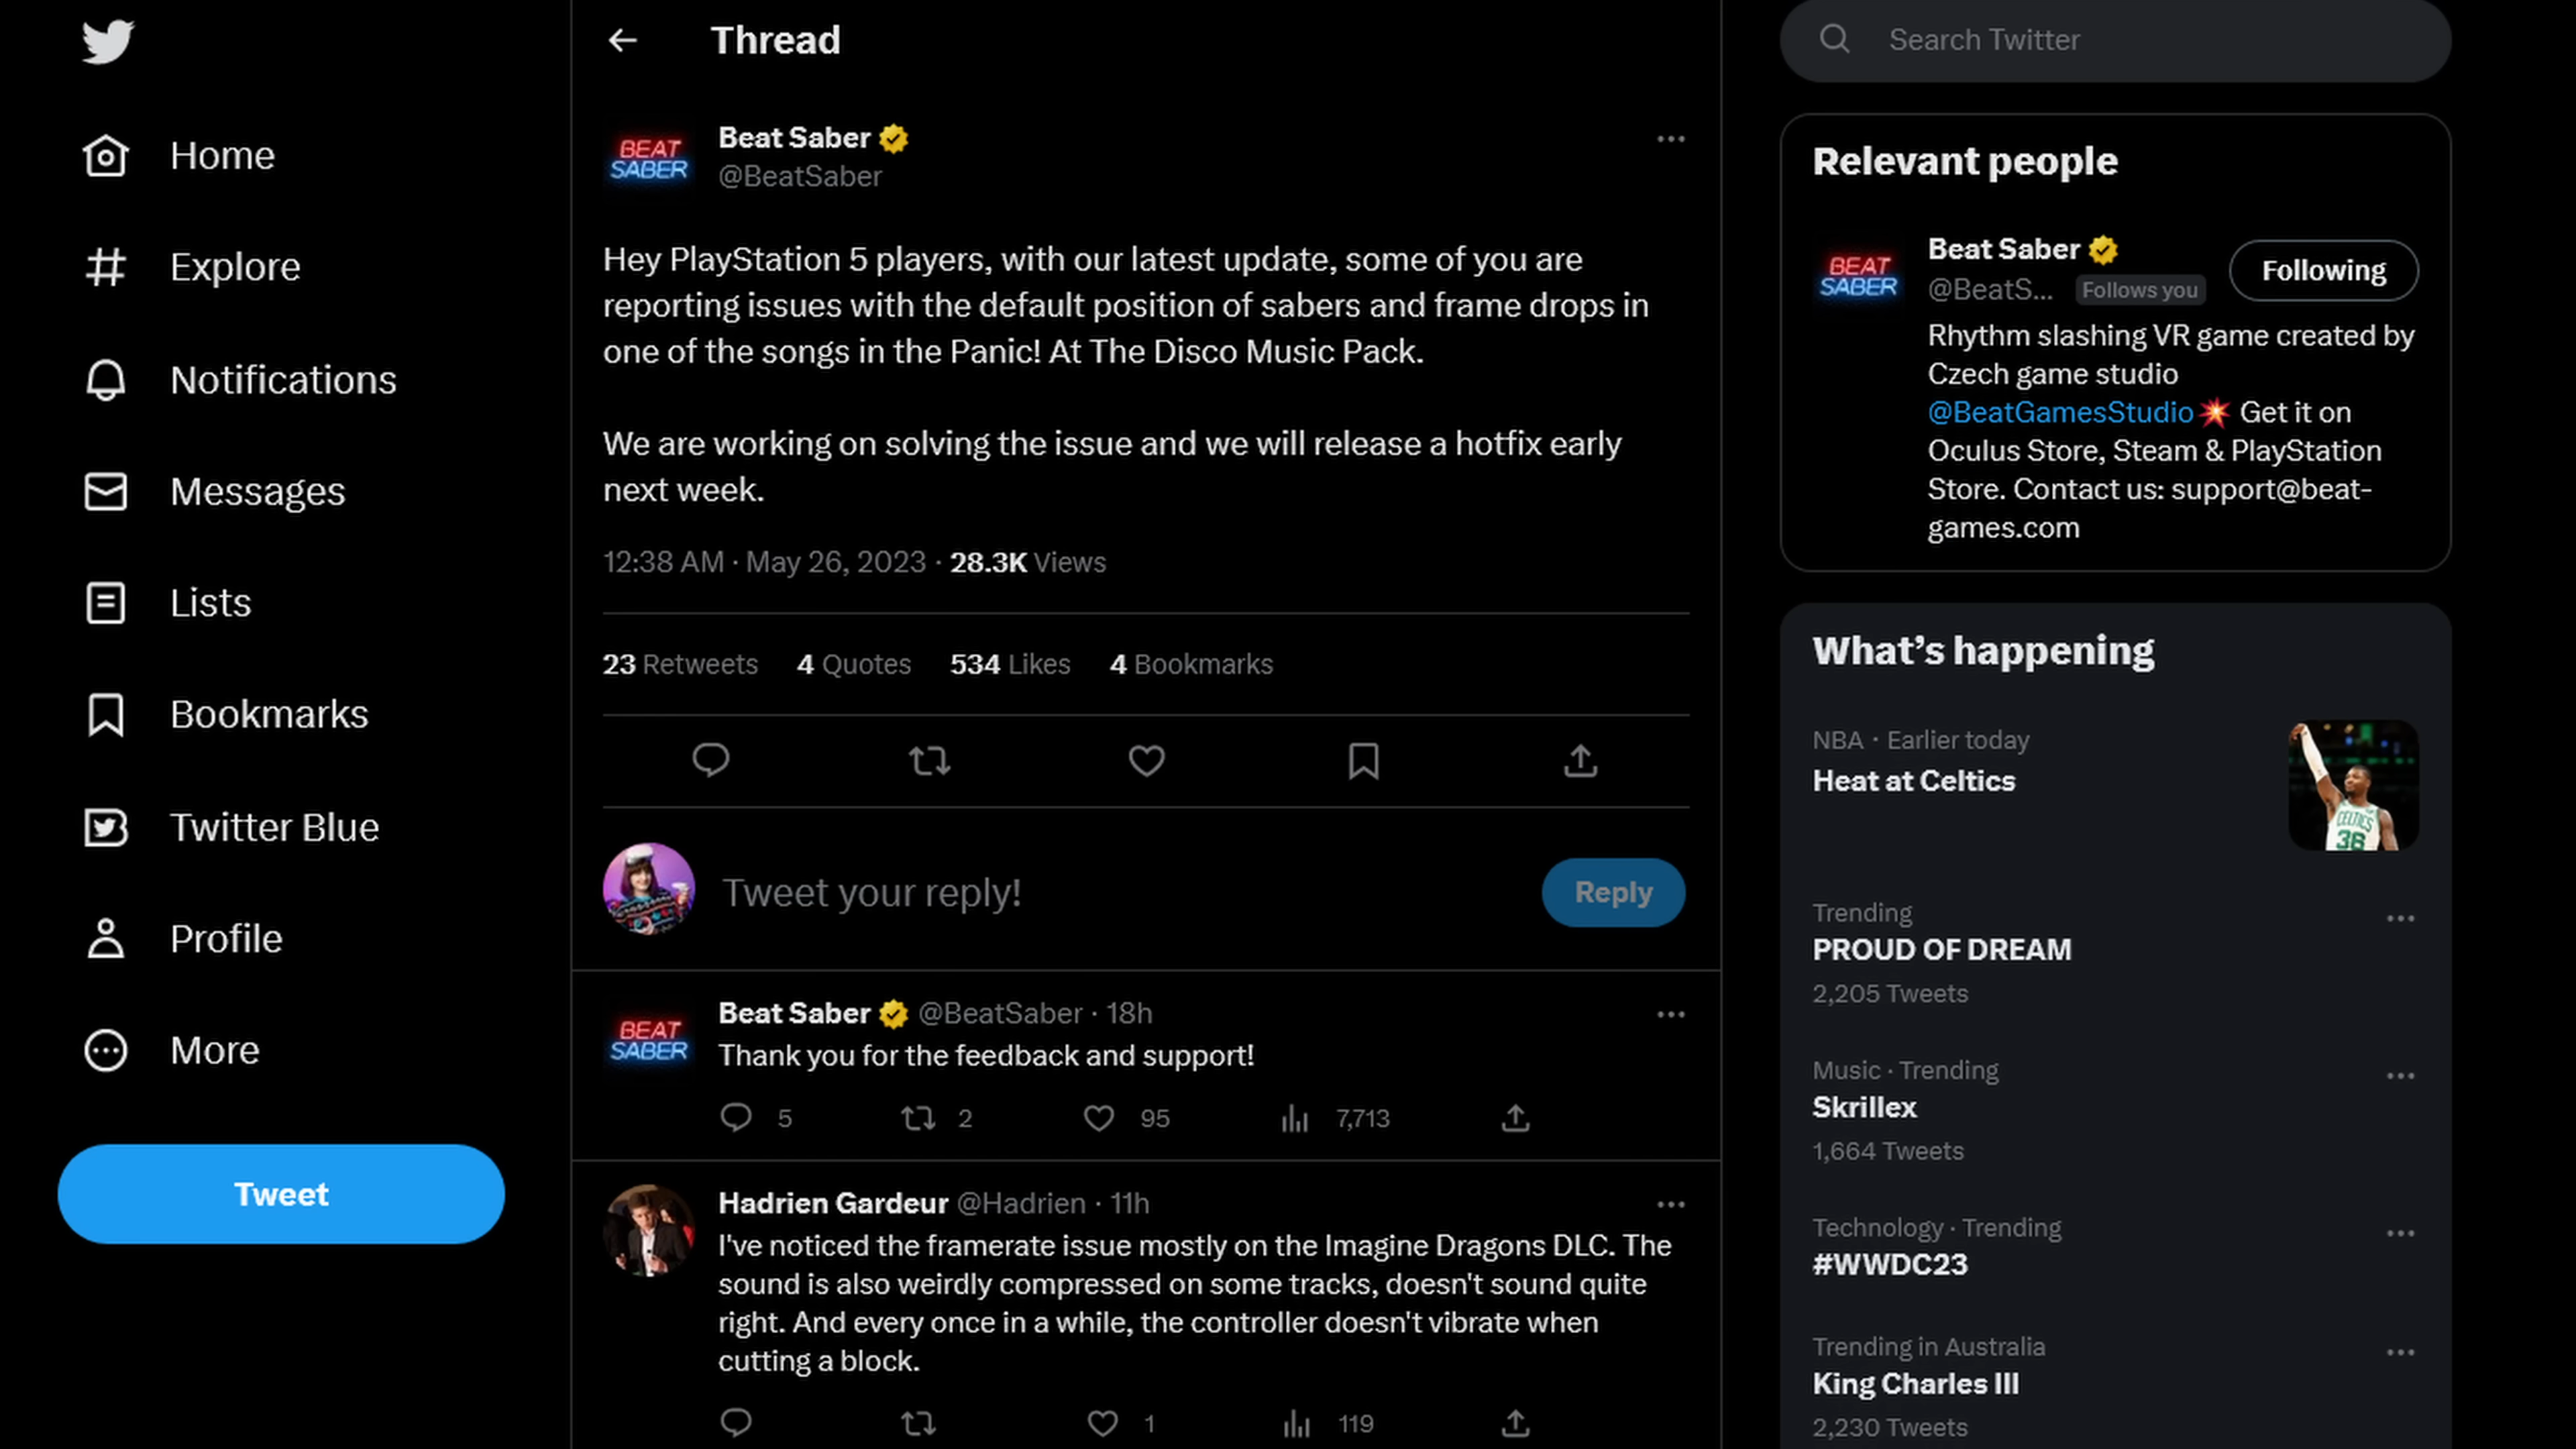 Home
Explore
Notifications
Messages
Lists
Bookmarks
Twitter Blue
Profile
More
Tweet
Thread
BEAT
SABER
Beat Saber
@BeatSaber
Hey PlayStation 5 players, with our latest update, some of you are
reporting issues with the default position of sabers and frame drops in
one of the songs in the Panic! At The Disco Music Pack.
We are working on solving the issue and we will release a hotfix early
next week.
12:38 AM · May 26, 2023 · 28.3K Views
23 Retweets 4 Quotes 534 Likes 4 Bookmarks
Tweet your reply!
Reply
BEAT
SABER
Beat Saber @BeatSaber · 18h
Thank you for the feedback and support!
5 2 95 7,713
Hadrien Gardeur @Hadrien · 11h
I've noticed the framerate issue mostly on the Imagine Dragons DLC. The
sound is also weirdly compressed on some tracks, doesn't sound quite
right. And every once in a while, the controller doesn't vibrate when
cutting a block.
1 119
Search Twitter
Relevant people
BEAT
SABER
Beat Saber
@BeatS... Follows you
Following
Rhythm slashing VR game created by
Czech game studio
@BeatGamesStudio💥 Get it on
Oculus Store, Steam & PlayStation
Store. Contact us: support@beat-
games.com
What's happening
NBA · Earlier today
Heat at Celtics
CELTICS
36
Trending
PROUD OF DREAM
2,205 Tweets
Music · Trending
Skrillex
1,664 Tweets
Technology · Trending
#WWDC23
Trending in Australia
King Charles III
2,230 Tweets